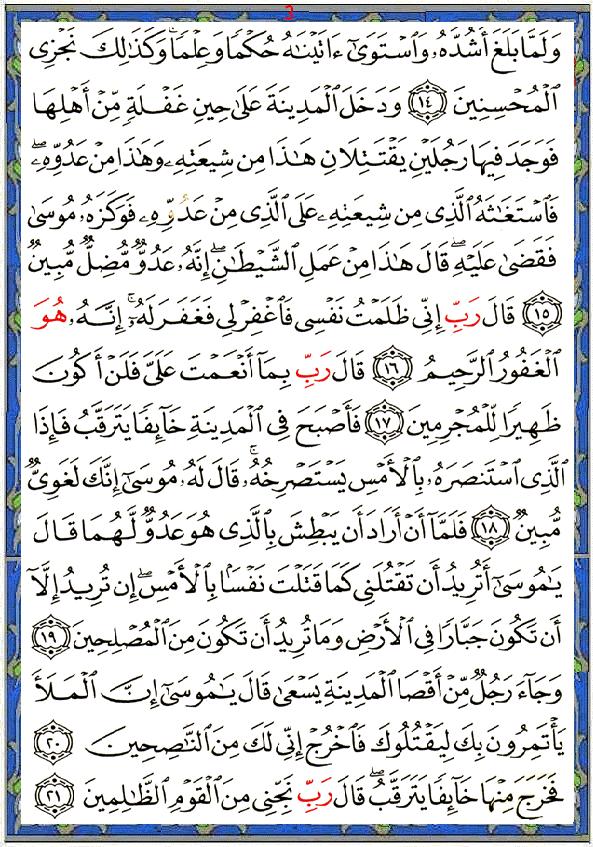 3
وَلَمَّا بَلَغَ أَشُدَّهُۥ وَٱسْتَوَىٰٓ ءَاتَيْنَٰهُ حُكْمًا وَعِلْمًا ۚ وَكَذَٰلِكَ نَجْزِى
ٱلْمُحْسِنِينَ ﴿١٤﴾ وَدَخَلَ ٱلْمَدِينَةَ عَلَىٰ حِينِ غَفْلَةٍ مِّنْ أَهْلِهَا
فَوَجَدَ فِيهَا رَجُلَيْنِ يَقْتَتِلَانِ هَٰذَا مِن شِيعَتِهِۦ وَهَٰذَا مِنْ عَدُوِّهِۦ ۖ
فَٱسْتَغَٰثَهُ ٱلَّذِى مِن شِيعَتِهِۦ عَلَى ٱلَّذِى مِنْ عَدُوِّهِۦ فَوَكَزَهُۥ مُوسَىٰ
فَقَضَىٰ عَلَيْهِ ۖ قَالَ هَٰذَا مِنْ عَمَلِ ٱلشَّيْطَٰنِ ۖ إِنَّهُۥ عَدُوٌّ مُّضِلٌّ مُّبِينٌ
﴿١٥﴾ قَالَ رَبِّ إِنِّى ظَلَمْتُ نَفْسِى فَٱغْفِرْ لِى فَغَفَرَ لَهُۥٓ ۚ إِنَّهُۥ هُوَ
ٱلْغَفُورُ ٱلرَّحِيمُ ﴿١٦﴾ قَالَ رَبِّ بِمَآ أَنْعَمْتَ عَلَىَّ فَلَنْ أَكُونَ
ظَهِيرًا لِّلْمُجْرِمِينَ ﴿١٧﴾ فَأَصْبَحَ فِى ٱلْمَدِينَةِ خَآئِفًا يَتَرَقَّبُ فَإِذَا
ٱلَّذِى ٱسْتَنصَرَهُۥ بِٱلْأَمْسِ يَسْتَصْرِخُهُۥ ۚ قَالَ لَهُۥ مُوسَىٰٓ إِنَّكَ لَغَوِىٌّ
مُّبِينٌ ﴿١٨﴾ فَلَمَّآ أَنْ أَرَادَ أَن يَبْطِشَ بِٱلَّذِى هُوَ عَدُوٌّ لَّهُمَا قَالَ
يَٰمُوسَىٰٓ أَتُرِيدُ أَن تَقْتُلَنِى كَمَا قَتَلْتَ نَفْسًۢا بِٱلْأَمْسِ ۖ إِن تُرِيدُ إِلَّآ
أَن تَكُونَ جَبَّارًا فِى ٱلْأَرْضِ وَمَا تُرِيدُ أَن تَكُونَ مِنَ ٱلْمُصْلِحِينَ ﴿١٩﴾
وَجَآءَ رَجُلٌ مِّنْ أَقْصَا ٱلْمَدِينَةِ يَسْعَىٰ قَالَ يَٰمُوسَىٰٓ إِنَّ ٱلْمَلَأَ
يَأْتَمِرُونَ بِكَ لِيَقْتُلُوكَ فَٱخْرُجْ إِنِّى لَكَ مِنَ ٱلنَّٰصِحِينَ ﴿٢٠﴾
فَخَرَجَ مِنْهَا خَآئِفًا يَتَرَقَّبُ ۖ قَالَ رَبِّ نَجِّنِى مِنَ ٱلْقَوْمِ ٱلظَّٰلِمِينَ ﴿٢١﴾